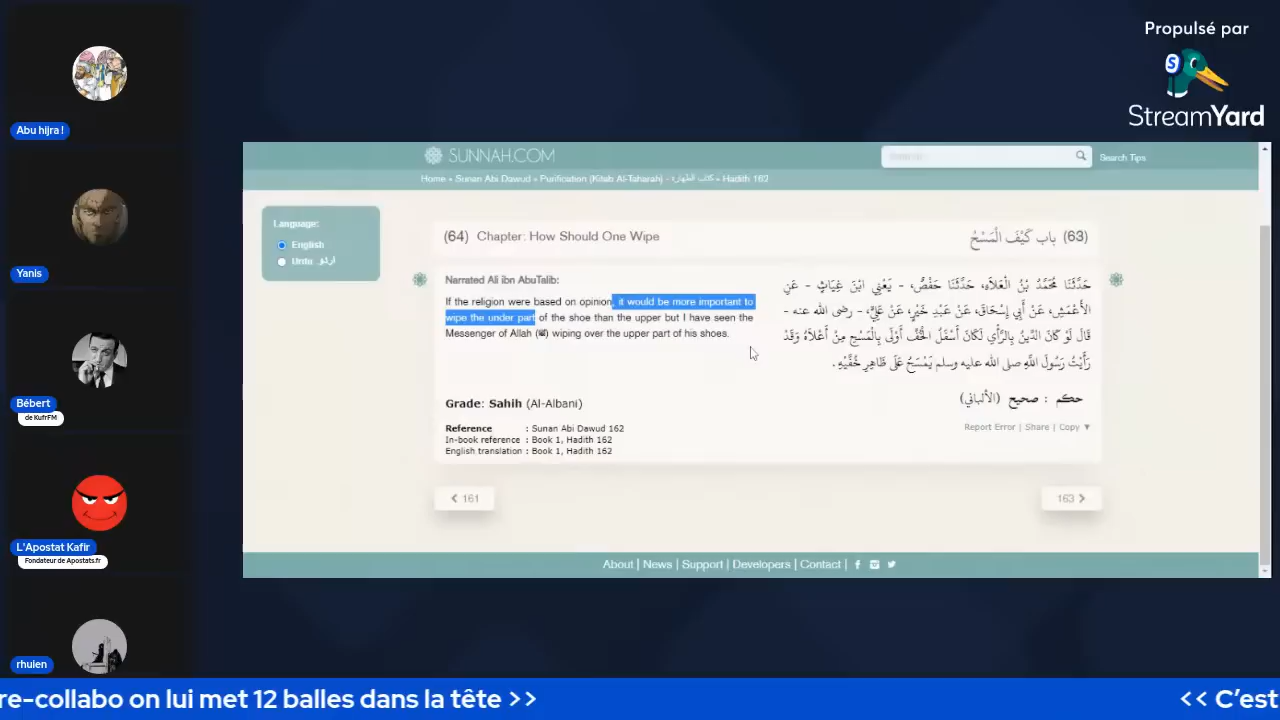 Propulsé par
StreamYard
Abu hijra !
Yanis
Bébert
de KufrFM
L'Apostat Kafir
Fondateur de Apostats.fr
rhuien
SUNNAH.COM
Search Tips
Home » Sunan Abi Dawud » Purification (Kitab Al-Taharah) - كتاب الطهارة » Hadith 162
Language:
English
Urdu اردو
(64) Chapter: How Should One Wipe
(63) باب كَيْفَ الْمَسْحُ
Narrated Ali ibn AbuTalib:
If the religion were based on opinion, it would be more important to
wipe the under part of the shoe than the upper but I have seen the
Messenger of Allah (ﷺ) wiping over the upper part of his shoes.
حَدَّثَنَا مُحَمَّدُ بْنُ الْعَلاَءِ، حَدَّثَنَا حَفْصٌ، - يَعْنِي ابْنَ غِيَاثٍ - عَنِ
الأَعْمَشِ، عَنْ أَبِي إِسْحَاقَ، عَنْ عَبْدِ خَيْرٍ، عَنْ عَلِيٍّ، - رضى الله عنه -
قَالَ لَوْ كَانَ الدِّينُ بِالرَّأْىِ لَكَانَ أَسْفَلُ الْخُفِّ أَوْلَى بِالْمَسْحِ مِنْ أَعْلاَهُ وَقَدْ
رَأَيْتُ رَسُولَ اللَّهِ صلى الله عليه وسلم يَمْسَحُ عَلَى ظَاهِرِ خُفَّيْهِ .
Grade: Sahih (Al-Albani)
حكم : صحيح (الألباني)
Reference : Sunan Abi Dawud 162
In-book reference : Book 1, Hadith 162
English translation : Book 1, Hadith 162
Report Error | Share | Copy ▼
161
163
About | News | Support | Developers | Contact |
re-collabo on lui met 12 balles dans la tête >>
<< C'est